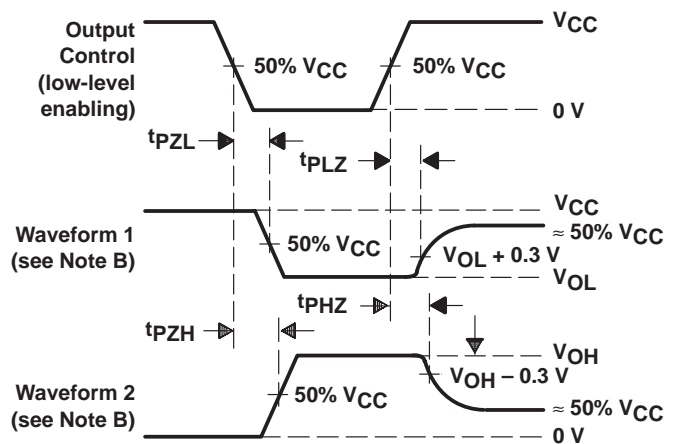 Output
Control
(low-level
enabling)
VCC
50% VCC
50% VCC
0 V
tPZL
tPLZ
Waveform 1
(see Note B)
VCC
≈ 50% VCC
50% VCC
VOL + 0.3 V
VOL
tPHZ
tPZH
VOH
VOH – 0.3 V
Waveform 2
(see Note B)
50% VCC
≈ 50% VCC
0 V